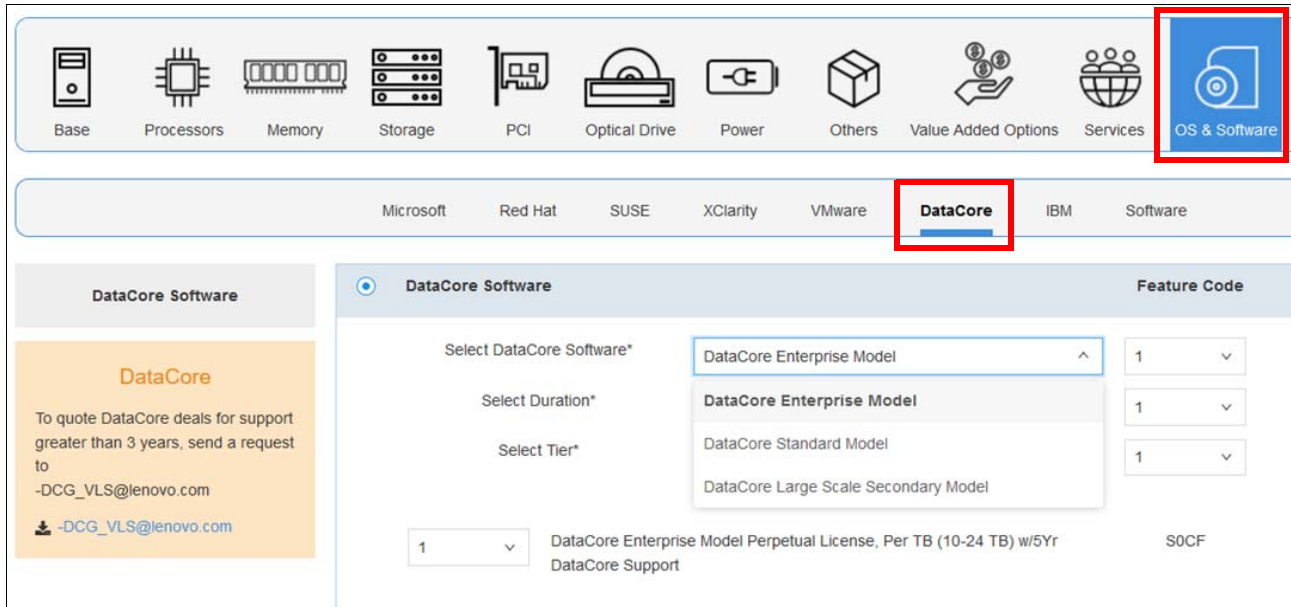 Base Processors Memory Storage PCI Optical Drive Power Others Value Added Options Services OS & Software
Microsoft Red Hat SUSE XClarity VMware DataCore IBM Software
DataCore Software
DataCore
To quote DataCore deals for support
greater than 3 years, send a request
to
-DCG_VLS@lenovo.com
-DCG_VLS@lenovo.com
DataCore Software Feature Code
Select DataCore Software* DataCore Enterprise Model 1
Select Duration* DataCore Enterprise Model 1
DataCore Standard Model
Select Tier* 1
DataCore Large Scale Secondary Model
1 DataCore Enterprise Model Perpetual License, Per TB (10-24 TB) w/5Yr S0CF
DataCore Support